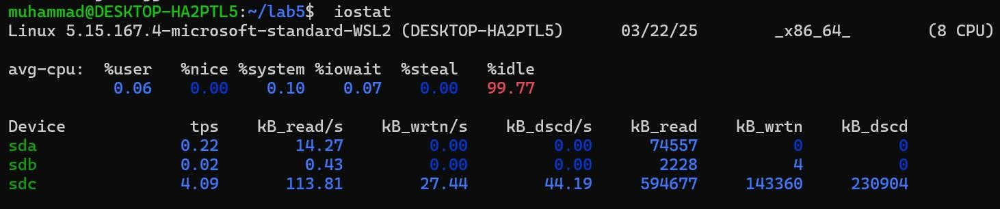 muhammad@DESKTOP-HA2PTL5:~/lab5$  iostat
Linux 5.15.167.4-microsoft-standard-WSL2 (DESKTOP-HA2PTL5)      03/22/25        _x86_64_        (8 CPU)
avg-cpu:  %user   %nice %system %iowait  %steal   %idle
           0.06    0.00    0.10    0.07    0.00   99.77
Device             tps    kB_read/s    kB_wrtn/s    kB_dscd/s    kB_read    kB_wrtn    kB_dscd
sda               0.22        14.27         0.00         0.00      74557          0          0
sdb               0.02         0.43         0.00         0.00       2228          4          0
sdc               4.09       113.81        27.44        44.19     594677     143360     230904